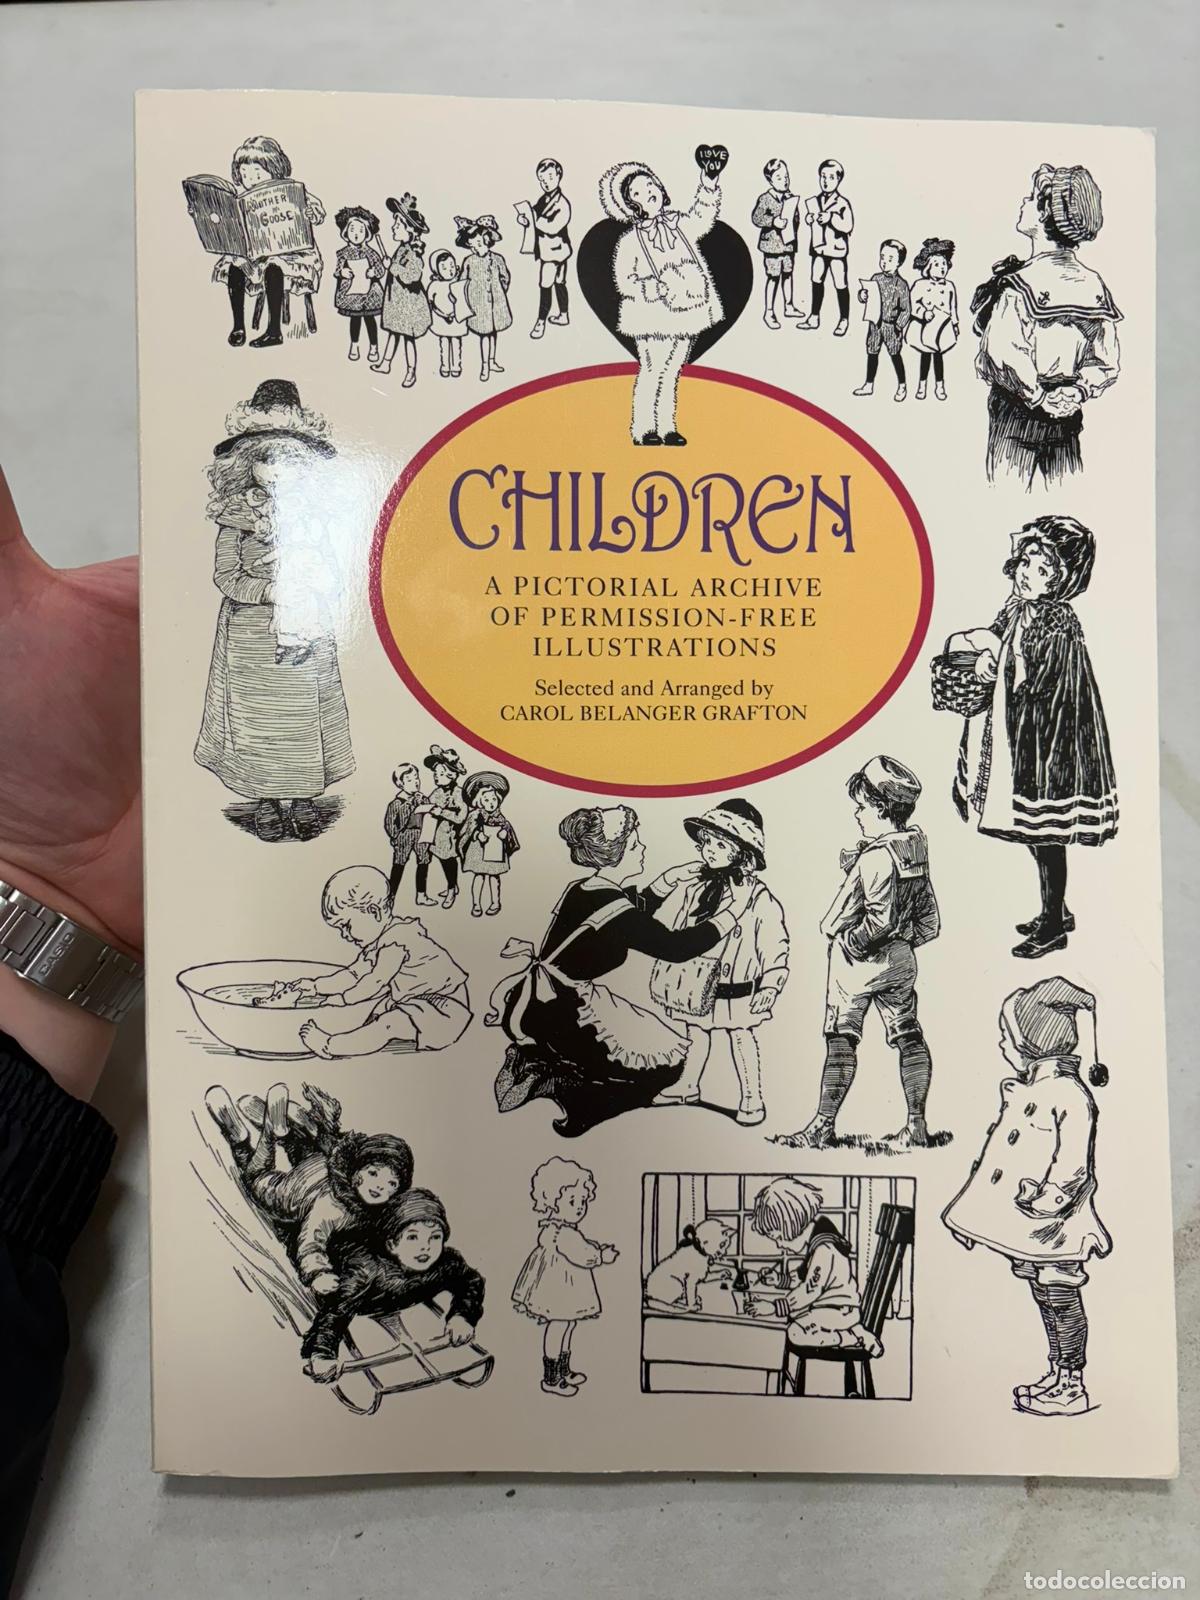 MOTHER
GOOSE
I LOVE
YOU
CHILDREN
A PICTORIAL ARCHIVE
OF PERMISSION-FREE
ILLUSTRATIONS
Selected and Arranged by
CAROL BELANGER GRAFTON
CASIO
todocoleccion